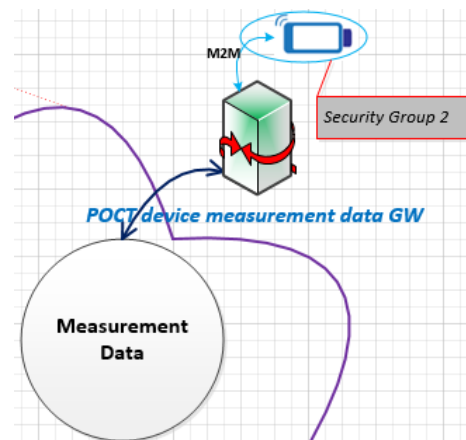 M2M
Security Group 2
POCT device measurement data GW
Measurement
Data